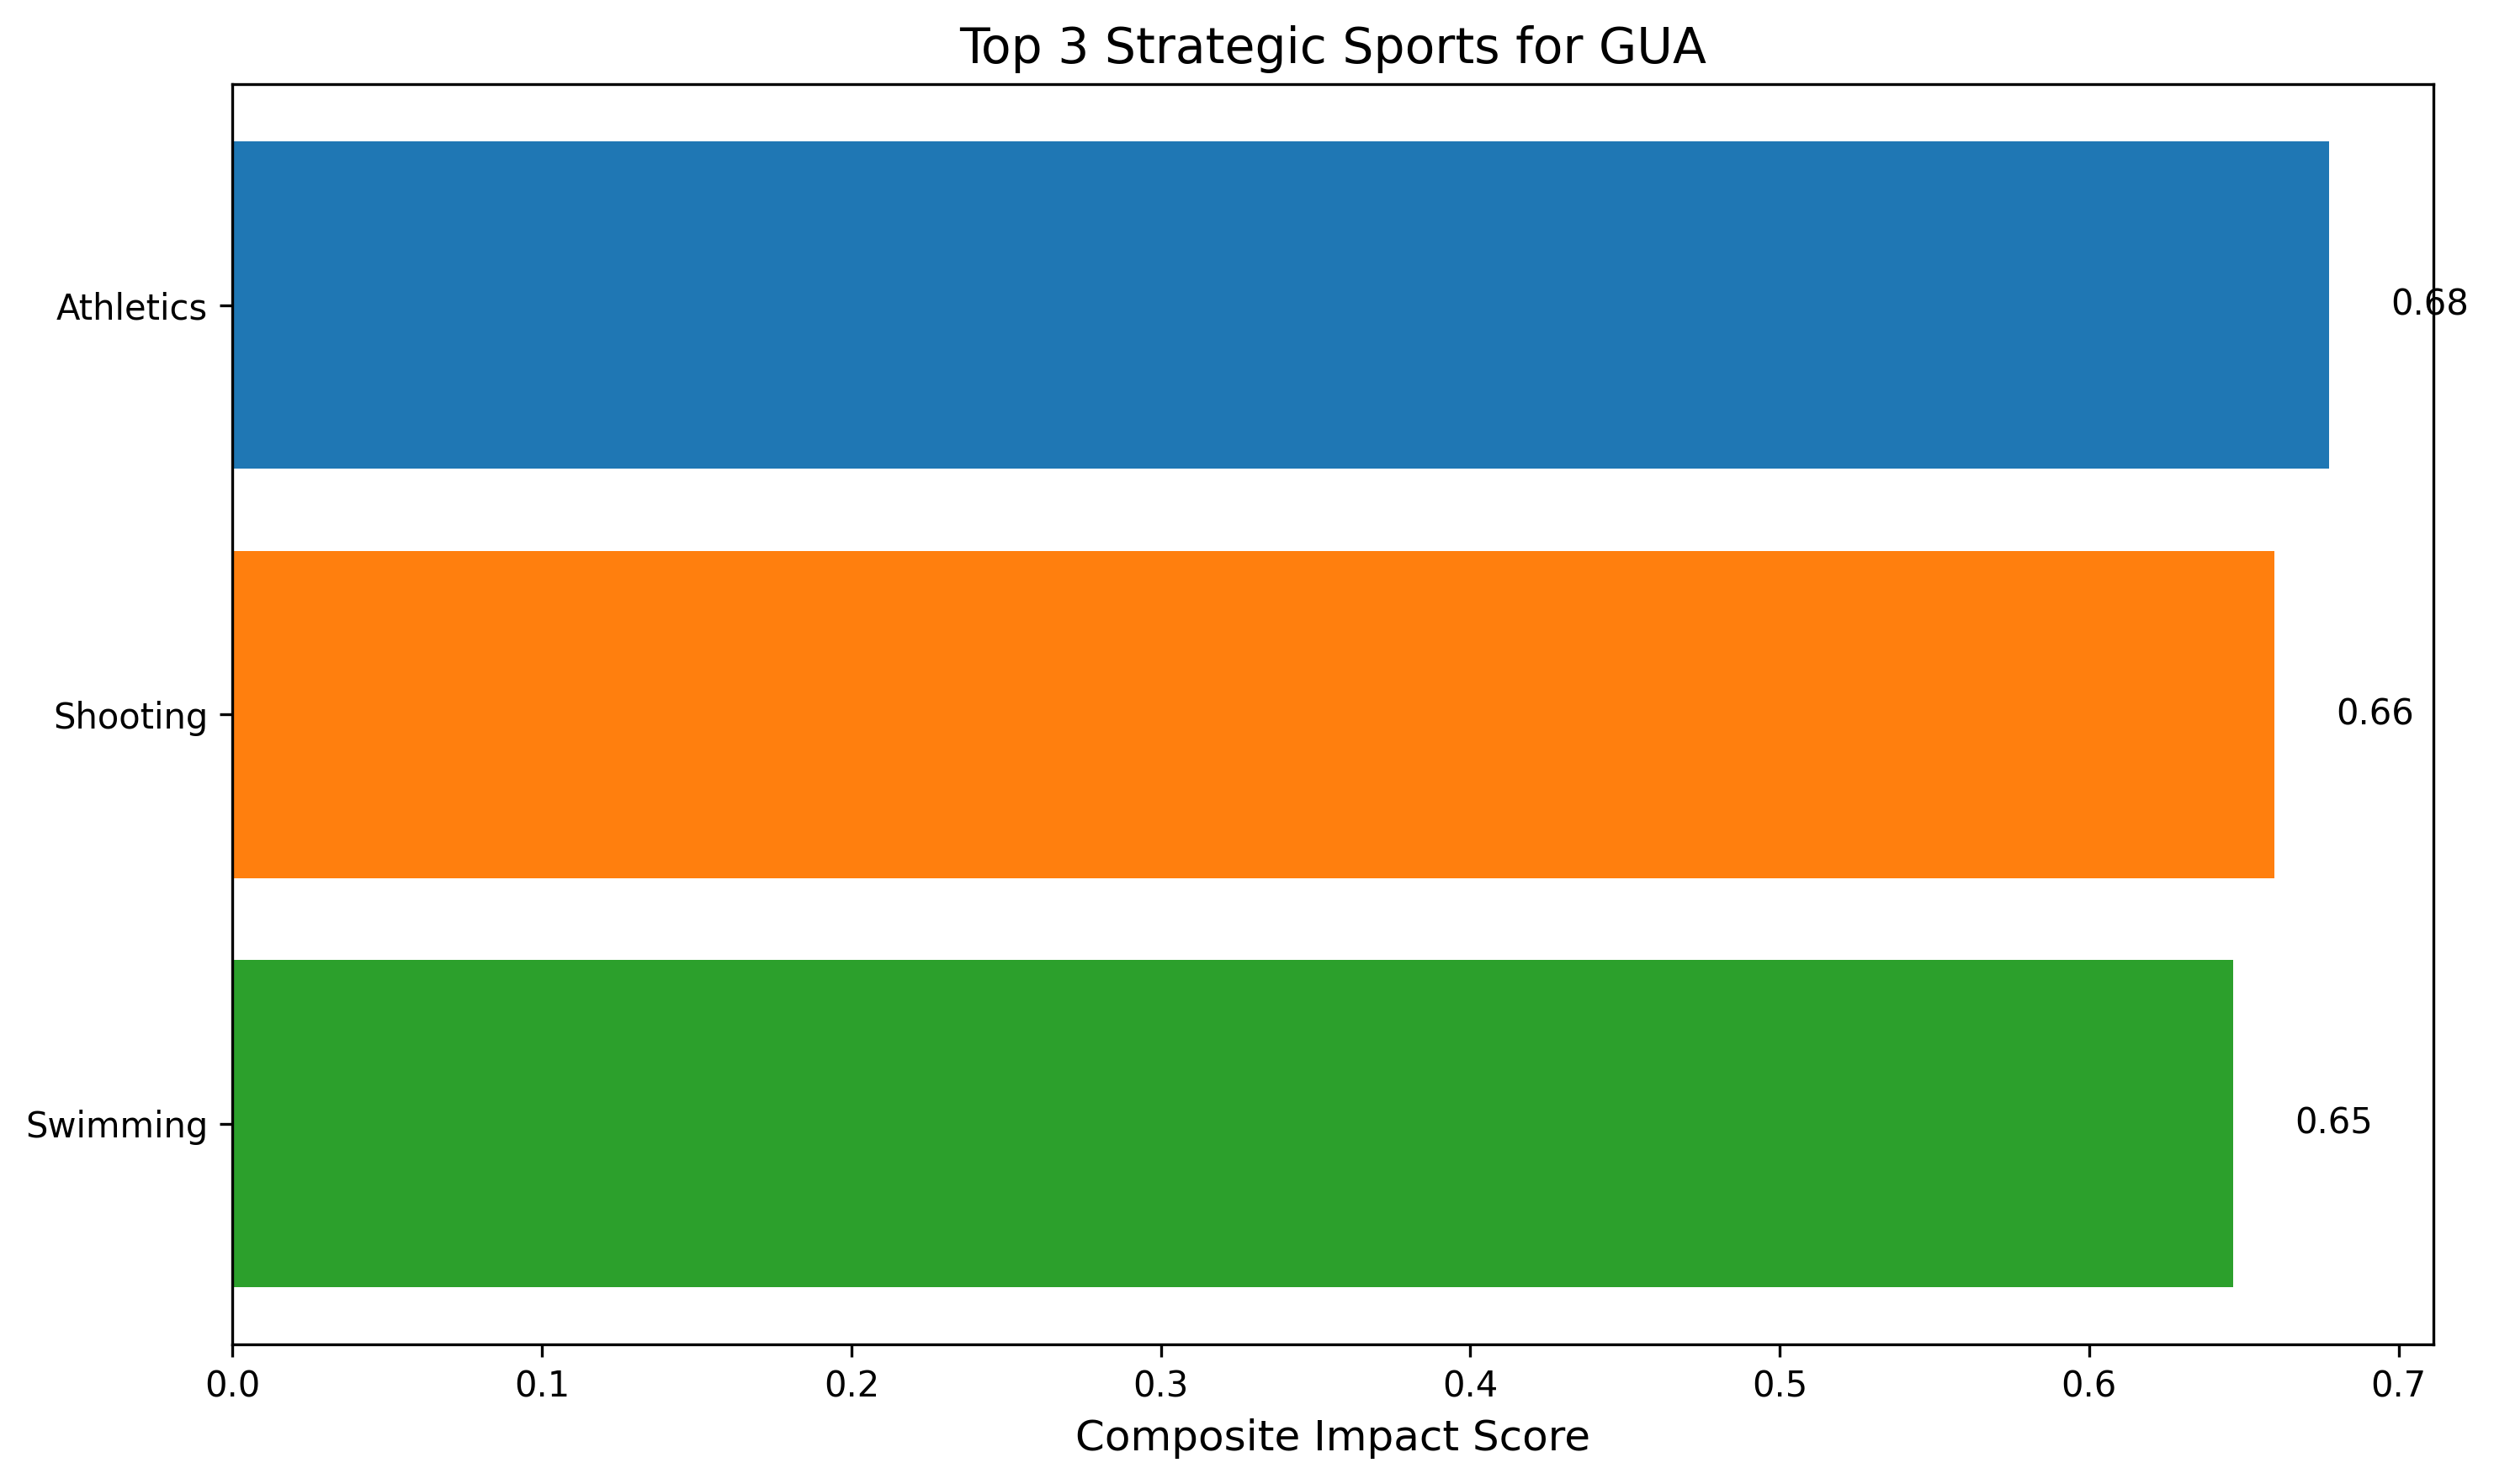 Top 3 Strategic Sports for GUA
Athletics
0.68
Shooting
0.66
Swimming
0.65
0.0 0.1 0.2 0.3 0.4 0.5 0.6 0.7
Composite Impact Score